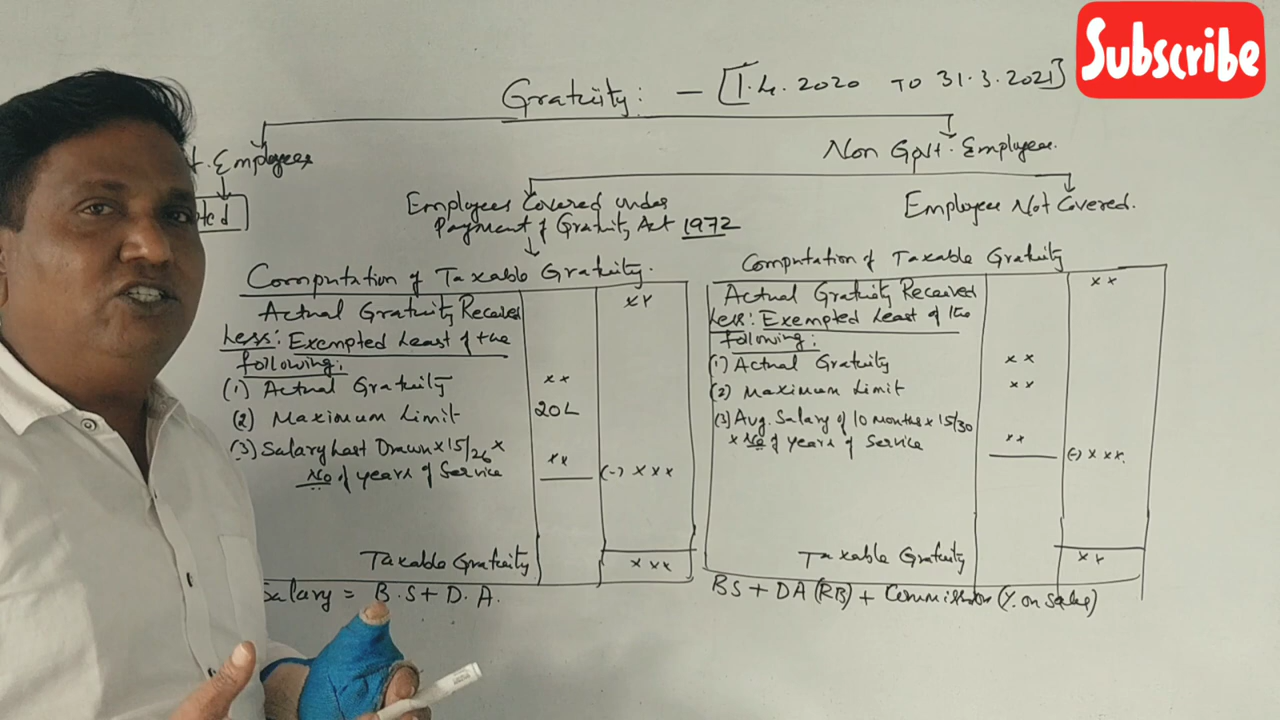 Subscribe
Gratuity: — [1.4.2020 TO 31.3.2021]
t. Employees
ted
Non Govt. Employees.
Employees Covered under
Payment of Gratuity Act 1972
Employee Not Covered.
Computation of Taxable Gratuity.
Actual Gratuity Received xx
Less: Exempted Least of the
following:
(1) Actual Gratuity xx
(2) Maximum Limit 20L
(3) Salary Last Drawn x 15/26 x
No of years of Service xx (-) xxx
Taxable Gratuity xxx
Salary = B.S + D.A.
Computation of Taxable Gratuity
Actual Gratuity Received xx
Less: Exempted Least of the
following:
(1) Actual Gratuity xx
(2) Maximum Limit xx
(3) Avg. Salary of 10 Months x 15/30
x No of years of Service xx (-) xxx.
Taxable Gratuity xx
BS + DA (RB) + Commission (% on Sales)